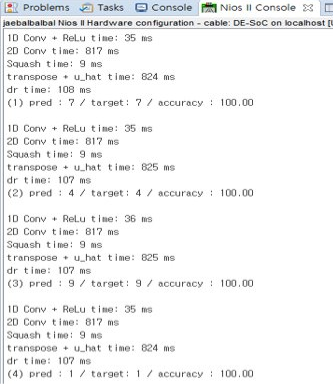 Problems Tasks Console Nios II Console
jaebalbalbal Nios II Hardware configuration - cable: DE-SoC on localhost [
1D Conv + ReLu time: 35 ms
2D Conv time: 817 ms
Squash time: 9 ms
transpose + u_hat time: 824 ms
dr time: 108 ms
(1) pred : 7 / target: 7 / accuracy : 100.00
1D Conv + ReLu time: 35 ms
2D Conv time: 817 ms
Squash time: 9 ms
transpose + u_hat time: 825 ms
dr time: 107 ms
(2) pred : 4 / target: 4 / accuracy : 100.00
1D Conv + ReLu time: 36 ms
2D Conv time: 817 ms
Squash time: 9 ms
transpose + u_hat time: 825 ms
dr time: 107 ms
(3) pred : 9 / target: 9 / accuracy : 100.00
1D Conv + ReLu time: 35 ms
2D Conv time: 817 ms
Squash time: 9 ms
transpose + u_hat time: 824 ms
dr time: 107 ms
(4) pred : 1 / target: 1 / accuracy : 100.00